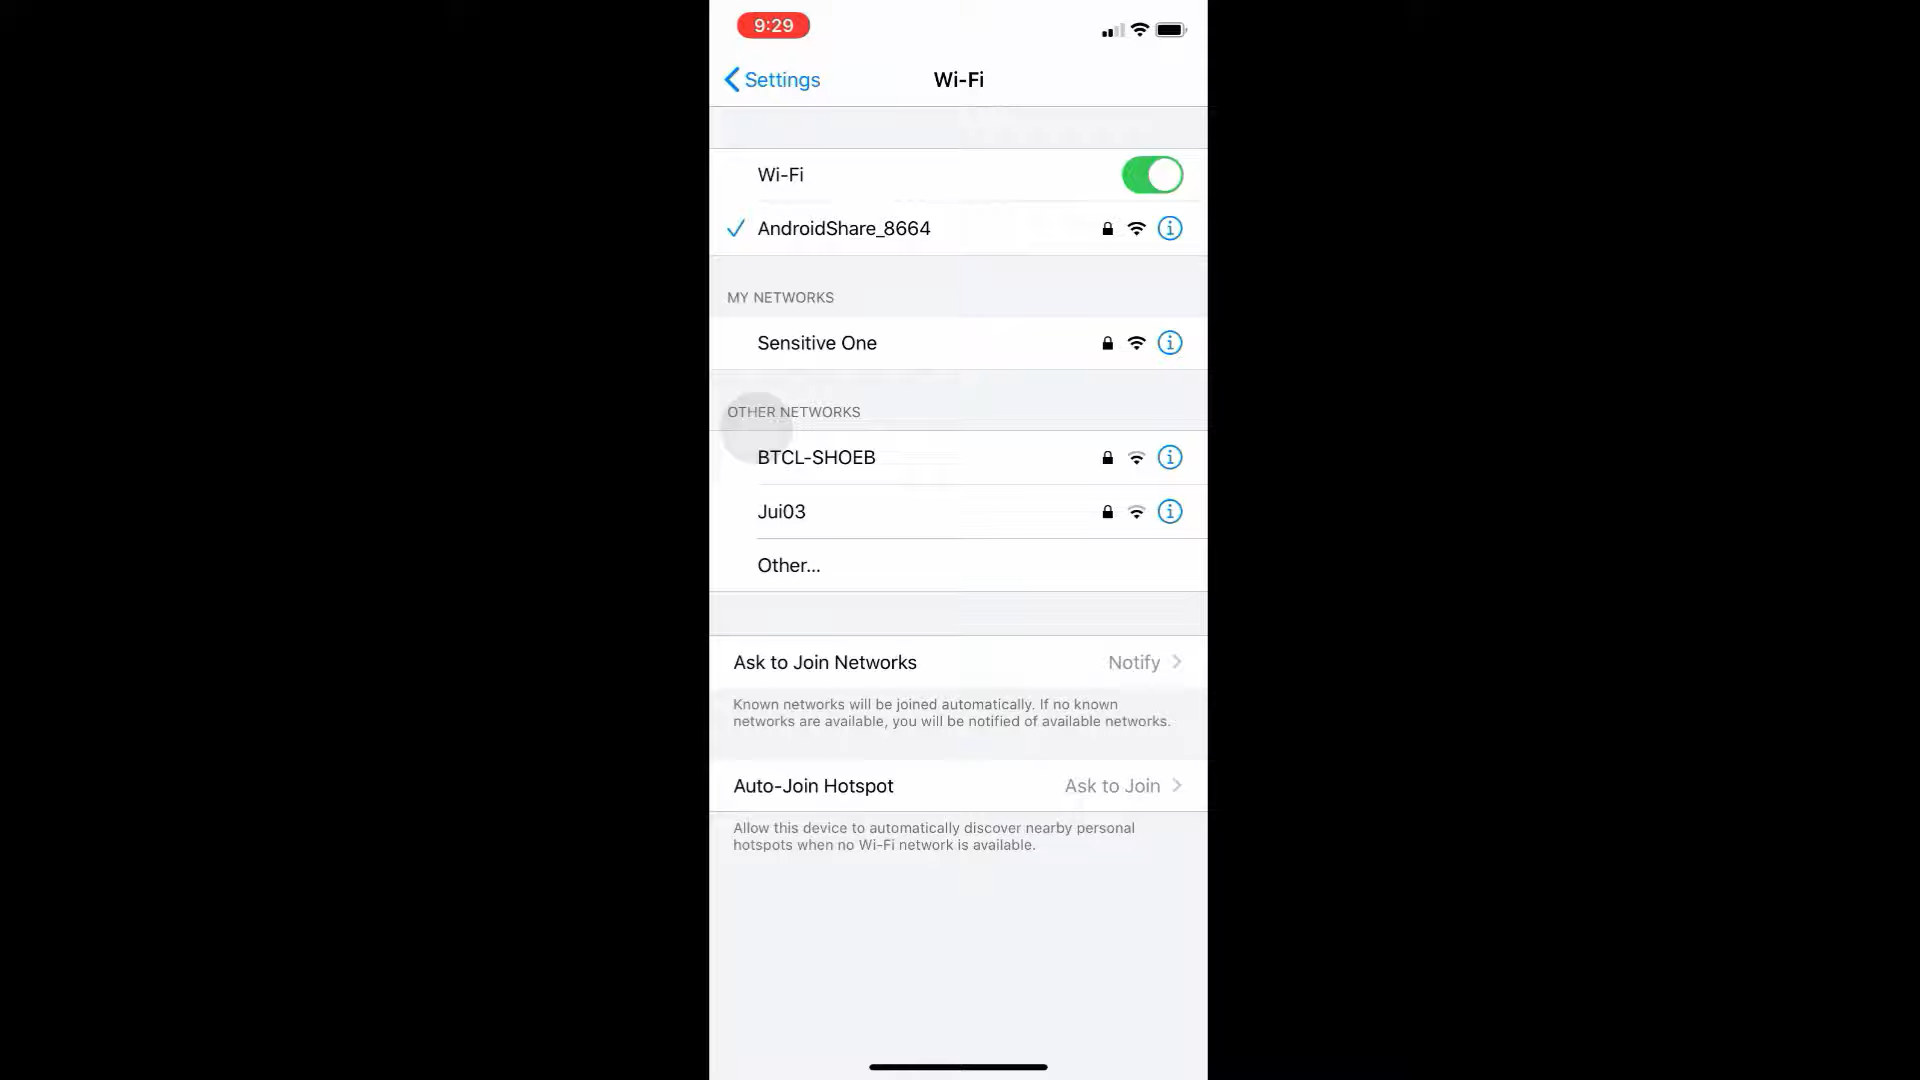 9:29
Settings
Wi-Fi
Wi-Fi
AndroidShare_8664
MY NETWORKS
Sensitive One
OTHER NETWORKS
BTCL-SHOEB
Jui03
Other...
Ask to Join Networks Notify
Known networks will be joined automatically. If no known
networks are available, you will be notified of available networks.
Auto-Join Hotspot Ask to Join
Allow this device to automatically discover nearby personal
hotspots when no Wi-Fi network is available.